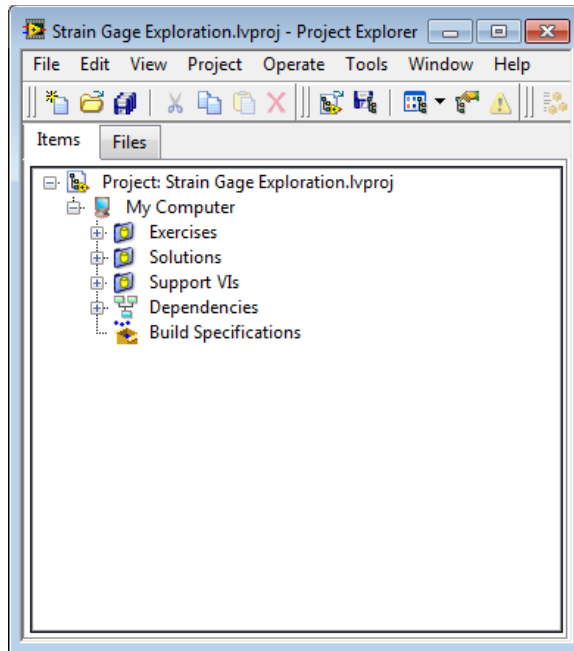 Strain Gage Exploration.lvproj - Project Explorer
File Edit View Project Operate Tools Window Help
Items Files
Project: Strain Gage Exploration.lvproj
My Computer
Exercises
Solutions
Support VIs
Dependencies
Build Specifications